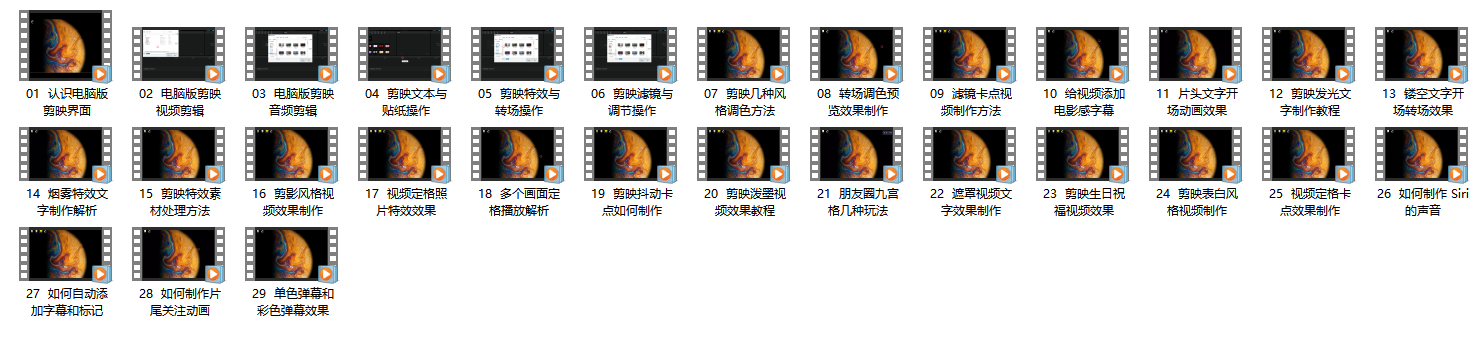 01 认识电脑版
剪映界面
02 电脑版剪映
视频剪辑
03 电脑版剪映
音频剪辑
04 剪映文本与
贴纸操作
05 剪映特效与
转场操作
06 剪映滤镜与
调节操作
07 剪映几种风
格调色方法
08 转场调色预
览效果制作
09 滤镜卡点视
频制作方法
10 给视频添加
电影感字幕
11 片头文字开
场动画效果
12 剪映发光文
字制作教程
13 镂空文字开
场转场效果
14 烟雾特效文
字制作解析
15 剪映特效素
材处理方法
16 剪影风格视
频效果制作
17 视频定格照
片特效效果
18 多个画面定
格播放解析
19 剪映抖动卡
点如何制作
20 剪映泼墨视
频效果教程
21 朋友圈九宫
格几种玩法
22 遮罩视频文
字效果制作
23 剪映生日祝
福视频效果
24 剪映表白风
格视频制作
25 视频定格卡
点效果制作
26 如何制作 Siri
的声音
27 如何自动添
加字幕和标记
28 如何制作片
尾关注动画
29 单色弹幕和
彩色弹幕效果